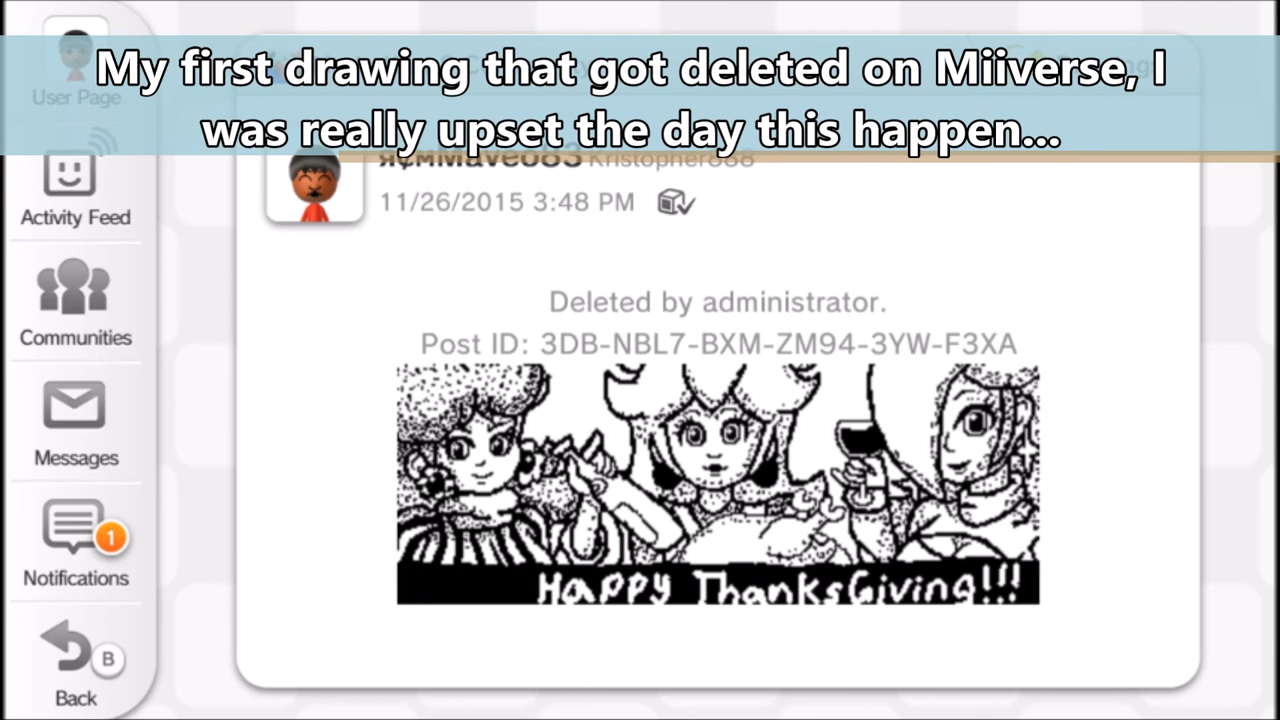 My first drawing that got deleted on Miiverse, I
was really upset the day this happen...
User Page
Kristopher888
11/26/2015 3:48 PM
Activity Feed
Deleted by administrator.
Post ID: 3DB-NBL7-BXM-ZM94-3YW-F3XA
Communities
Messages
1
Notifications
HAPPY ThanksGiving!!!
B
Back